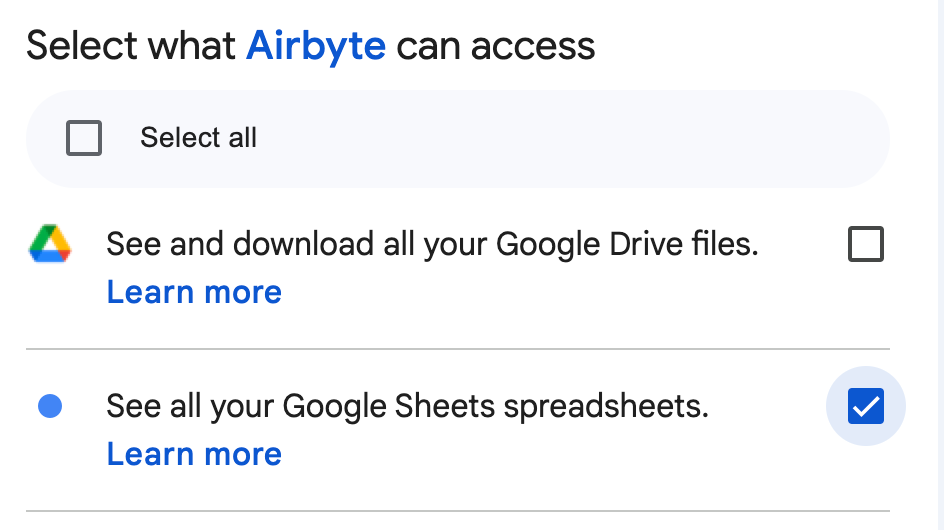 Select what Airbyte can access
Select all
See and download all your Google Drive files.
Learn more
See all your Google Sheets spreadsheets.
Learn more